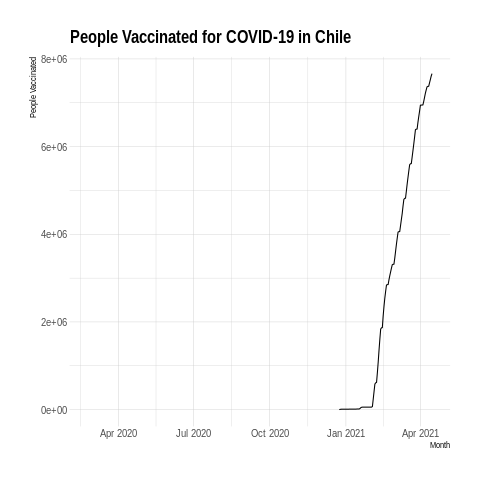 People Vaccinated for COVID-19 in Chile
People Vaccinated
8e+06
6e+06
4e+06
2e+06
0e+00
Apr 2020 Jul 2020 Oct 2020 Jan 2021 Apr 2021
Month